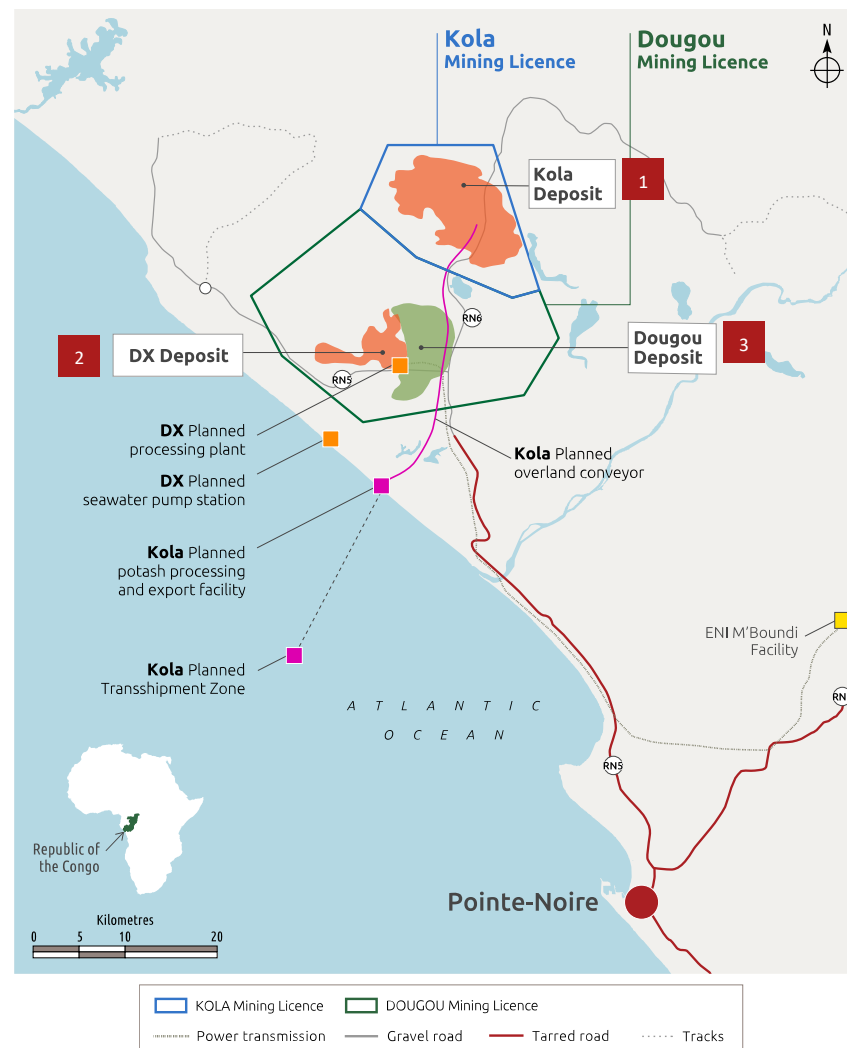 N
Kola
Mining Licence
Dougou
Mining Licence
Kola
Deposit
1
RN6
2
DX Deposit
Dougou
Deposit
3
RN5
DX Planned
processing plant
DX Planned
seawater pump station
Kola Planned
overland conveyor
Kola Planned
potash processing
and export facility
ENI M'Boundi
Facility
Kola Planned
Transshipment Zone
RN
ATLANTIC
OCEAN
RN5
Republic of
the Congo
Pointe-Noire
Kilometres
0 5 10 20
KOLA Mining Licence DOUGOU Mining Licence
Power transmission Gravel road Tarred road Tracks